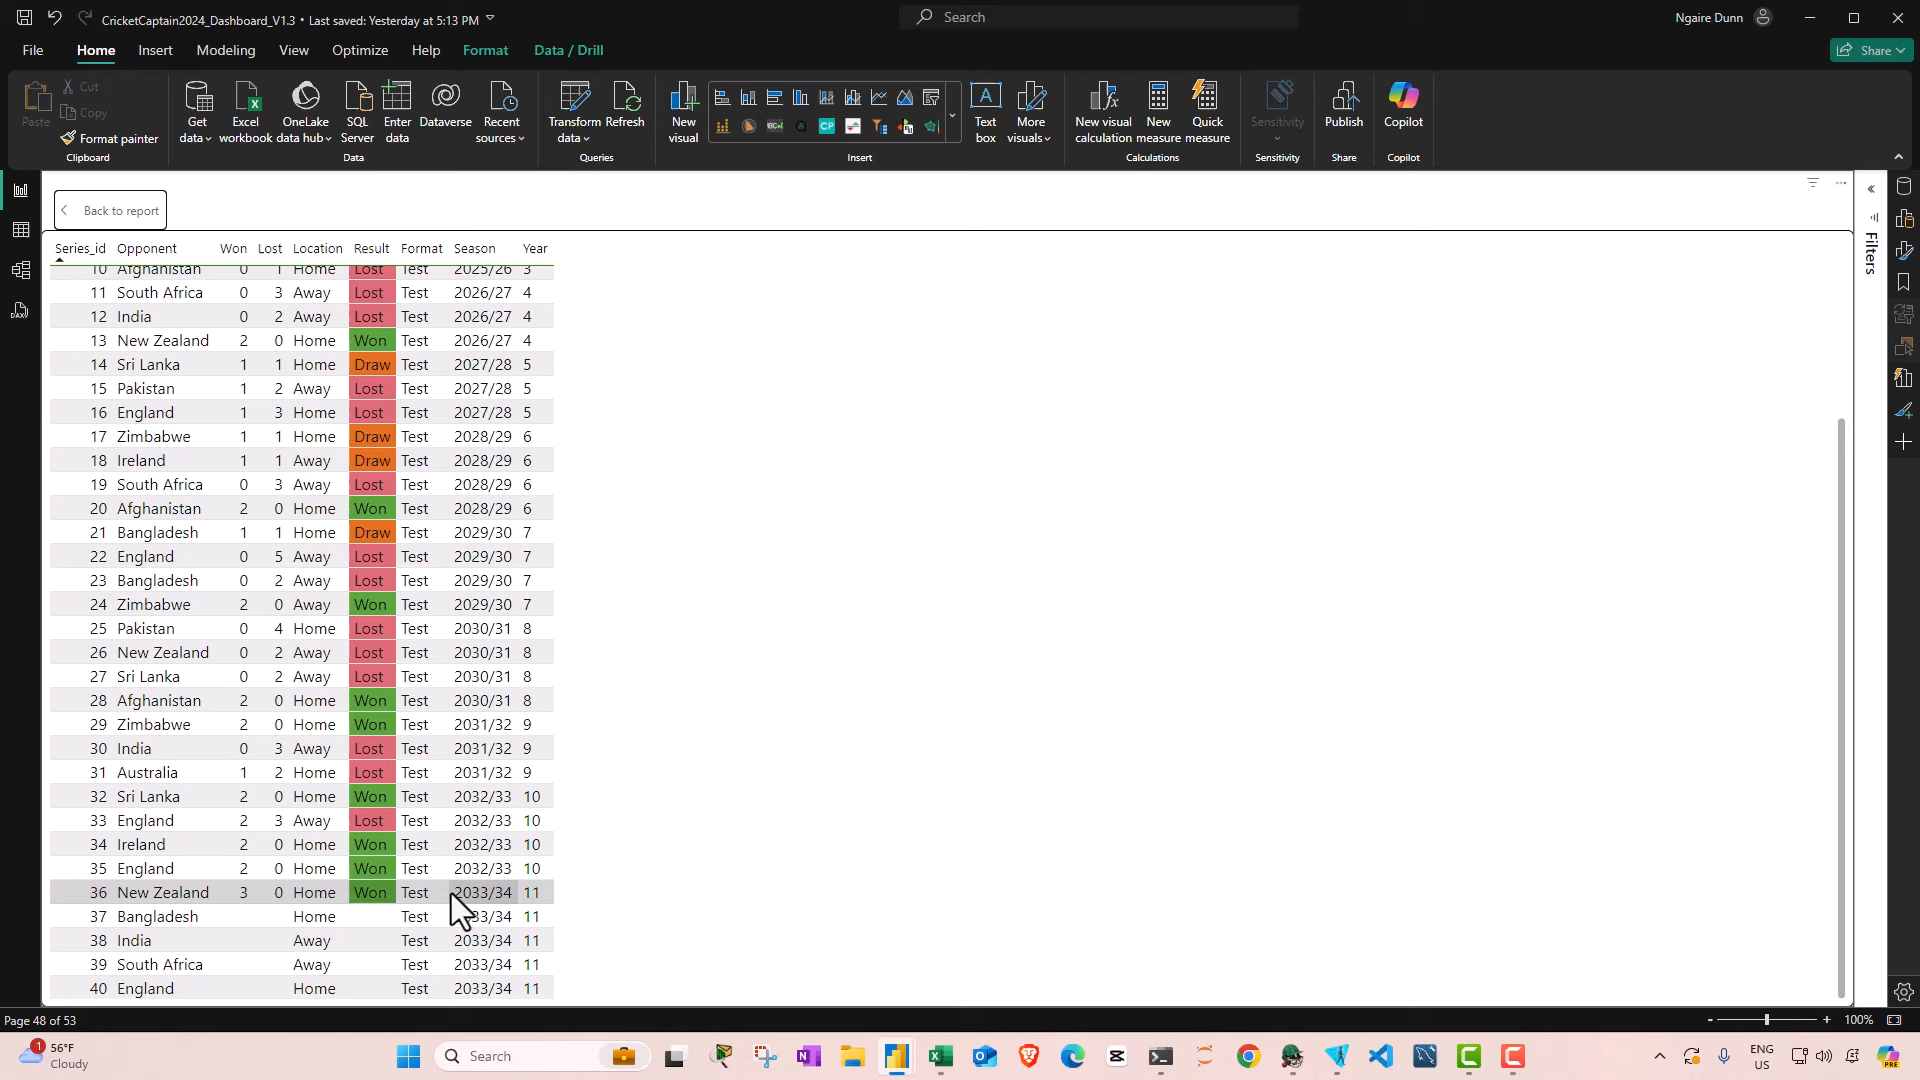 CricketCaptain2024_Dashboard_V1.3 • Last saved: Yesterday at 5:13 PM
Search
Ngaire Dunn
File Home Insert Modeling View Optimize Help Format Data / Drill
Share
Paste
Cut
Copy
Format painter
Clipboard
Get data
Excel workbook
OneLake data hub
SQL Server
Enter data
Dataverse
Recent sources
Data
Transform data
Refresh
Queries
New visual
Text box
More visuals
Insert
New visual calculation
New measure
Quick measure
Calculations
Sensitivity
Sensitivity
Publish
Share
Copilot
Copilot
Back to report
Filters
Series_id Opponent Won Lost Location Result Format Season Year
10 Afghanistan 0 1 Home Lost Test 2025/26 3
11 South Africa 0 3 Away Lost Test 2026/27 4
12 India 0 2 Away Lost Test 2026/27 4
13 New Zealand 2 0 Home Won Test 2026/27 4
14 Sri Lanka 1 1 Home Draw Test 2027/28 5
15 Pakistan 1 2 Away Lost Test 2027/28 5
16 England 1 3 Home Lost Test 2027/28 5
17 Zimbabwe 1 1 Home Draw Test 2028/29 6
18 Ireland 1 1 Away Draw Test 2028/29 6
19 South Africa 0 3 Away Lost Test 2028/29 6
20 Afghanistan 2 0 Home Won Test 2028/29 6
21 Bangladesh 1 1 Home Draw Test 2029/30 7
22 England 0 5 Away Lost Test 2029/30 7
23 Bangladesh 0 2 Away Lost Test 2029/30 7
24 Zimbabwe 2 0 Away Won Test 2029/30 7
25 Pakistan 0 4 Home Lost Test 2030/31 8
26 New Zealand 0 2 Away Lost Test 2030/31 8
27 Sri Lanka 0 2 Away Lost Test 2030/31 8
28 Afghanistan 2 0 Home Won Test 2030/31 8
29 Zimbabwe 2 0 Home Won Test 2031/32 9
30 India 0 3 Away Lost Test 2031/32 9
31 Australia 1 2 Home Lost Test 2031/32 9
32 Sri Lanka 2 0 Home Won Test 2032/33 10
33 England 2 3 Away Lost Test 2032/33 10
34 Ireland 2 0 Home Won Test 2032/33 10
35 England 2 0 Home Won Test 2032/33 10
36 New Zealand 3 0 Home Won Test 2033/34 11
37 Bangladesh Home Test 33/34 11
38 India Away Test 2033/34 11
39 South Africa Away Test 2033/34 11
40 England Home Test 2033/34 11
Page 48 of 53
- + 100%
1
56°F
Cloudy
Search
ENG
US
PRE